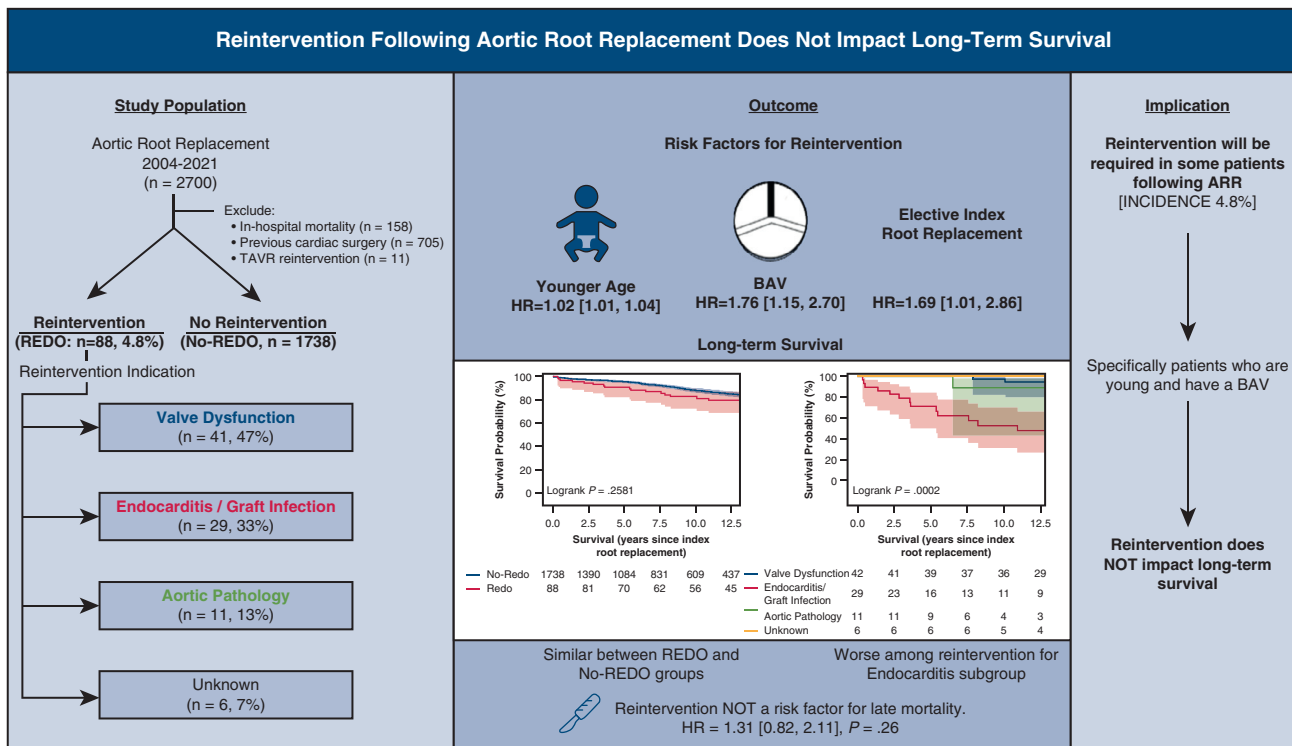 Reintervention Following Aortic Root Replacement Does Not Impact Long-Term Survival
Study Population
Aortic Root Replacement
2004-2021
(n = 2700)
Exclude:
• In-hospital mortality (n = 158)
• Previous cardiac surgery (n = 705)
• TAVR reintervention (n = 11)
Reintervention
(REDO: n=88, 4.8%)
No Reintervention
(No-REDO, n = 1738)
Reintervention Indication
Valve Dysfunction
(n = 41, 47%)
Endocarditis / Graft Infection
(n = 29, 33%)
Aortic Pathology
(n = 11, 13%)
Unknown
(n = 6, 7%)
Outcome
Risk Factors for Reintervention
Younger Age
HR=1.02 [1.01, 1.04]
BAV
HR=1.76 [1.15, 2.70]
Elective Index
Root Replacement
HR=1.69 [1.01, 2.86]
Long-term Survival
Survival Probability (%)
100
80
60
40
20
0
Logrank P = .2581
0.0 2.5 5.0 7.5 10.0 12.5
Survival (years since index
root replacement)
No-Redo 1738 1390 1084 831 609 437
Redo 88 81 70 62 56 45
Survival Probability (%)
100
80
60
40
20
0
Logrank P = .0002
0.0 2.5 5.0 7.5 10.0 12.5
Survival (years since index
root replacement)
Valve Dysfunction 42 41 39 37 36 29
Endocarditis/
Graft Infection 29 23 16 13 11 9
Aortic Pathology 11 11 9 6 4 3
Unknown 6 6 6 6 5 4
Similar between REDO and
No-REDO groups
Worse among reintervention for
Endocarditis subgroup
Reintervention NOT a risk factor for late mortality.
HR = 1.31 [0.82, 2.11], P = .26
Implication
Reintervention will be
required in some patients
following ARR
[INCIDENCE 4.8%]
Specifically patients who are
young and have a BAV
Reintervention does
NOT impact long-term
survival